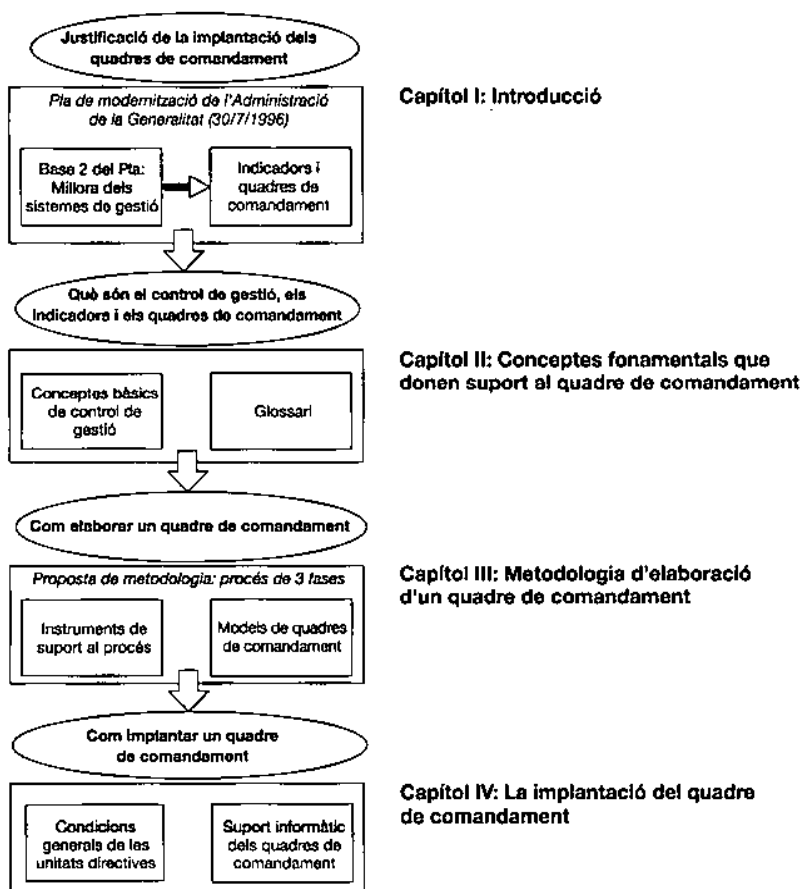 Justificació de la implantació dels
quadres de comandament
Capítol I: Introducció
Pla de modernització de l'Administració
de la Generalitat (30/7/1996)
Base 2 del Pla:
Millora dels
sistemes de gestió
Indicadors i
quadres de
comandament
Què són el control de gestió, els
Indicadors i els quadres de comandament
Capítol II: Conceptes fonamentals que
donen suport al quadre de comandament
Conceptes bàsics
de control de
gestió
Glossari
Com elaborar un quadre de comandament
Capítol III: Metodologia d'elaboració
d'un quadre de comandament
Proposta de metodologia: procés de 3 fases
Instruments de
suport al procés
Models de quadres
de comandament
Com implantar un quadre
de comandament
Capítol IV: La implantació del quadre
de comandament
Condicions
generals de les
unitats directives
Suport informàtic
dels quadres de
comandament